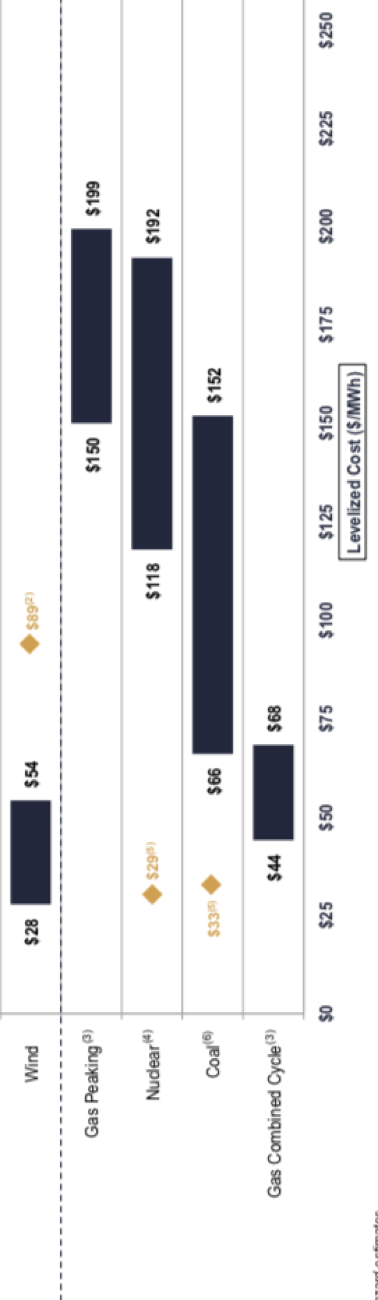 Wind $28 $54 $89(2)
Gas Peaking(3) $150 $199
Nuclear(4) $29(5) $118 $192
Coal(6) $33(5) $66 $152
Gas Combined Cycle(3) $44 $68
$0 $25 $50 $75 $100 $125 $150 $175 $200 $225 $250
Levelized Cost ($/MWh)
estimates